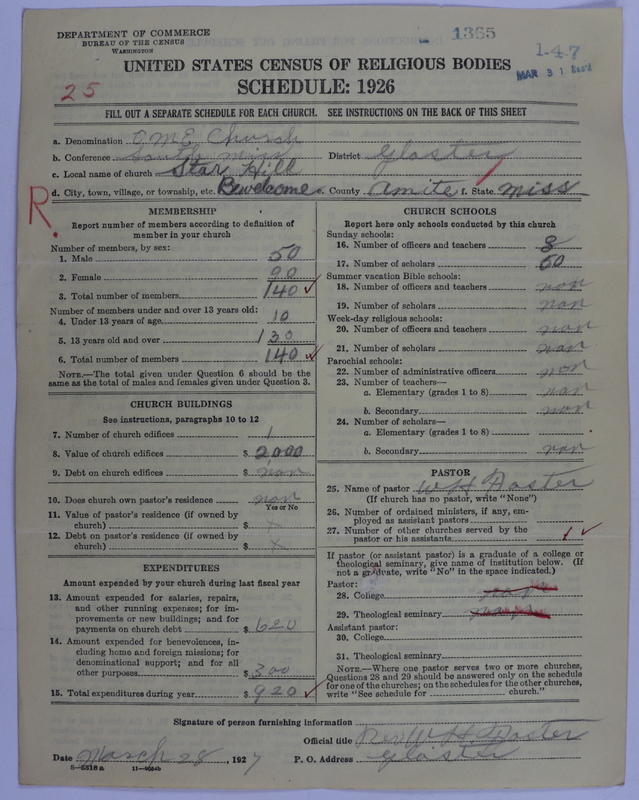 DEPARTMENT OF COMMERCE
BUREAU OF THE CENSUS
WASHINGTON
1365
1-4-7
MAR 31
UNITED STATES CENSUS OF RELIGIOUS BODIES
SCHEDULE: 1926
25
FILL OUT A SEPARATE SCHEDULE FOR EACH CHURCH. SEE INSTRUCTIONS ON THE BACK OF THIS SHEET
a. Denomination C.M.E. Church
b. Conference South Miss District Gloster
c. Local name of church Star Hill
d. City, town, village, or township, etc. Bewelcome e. County Amite f. State Miss
R.
MEMBERSHIP
Report number of members according to definition of
member in your church
Number of members, by sex:
1. Male 50
2. Female 90
3. Total number of members 140 ✓
Number of members under and over 13 years old:
4. Under 13 years of age 10
5. 13 years old and over 130
6. Total number of members 140 ✓
NOTE.—The total given under Question 6 should be
same as the total of males and females given under Question 3.
CHURCH BUILDINGS
See instructions, paragraphs 10 to 12
7. Number of church edifices 1
8. Value of church edifices $ 2,000
9. Debt on church edifices $ non
10. Does church own pastor's residence non
Yes or No
11. Value of pastor's residence (if owned by
church) $ x
12. Debt on pastor's residence (if owned by
church) $ x
EXPENDITURES
Amount expended by your church during last fiscal year
13. Amount expended for salaries, repairs,
and other running expenses; for im-
provements or new buildings; and for
payments on church debt $ 620
14. Amount expended for benevolences, in-
cluding home and foreign missions; for
denominational support; and for all
other purposes $ 300
15. Total expenditures during year $ 920 ✓
CHURCH SCHOOLS
Report here only schools conducted by this church
Sunday schools:
16. Number of officers and teachers 8
17. Number of scholars 60
Summer vacation Bible schools:
18. Number of officers and teachers non
19. Number of scholars non
Week-day religious schools:
20. Number of officers and teachers non
21. Number of scholars non
Parochial schools:
22. Number of administrative officers non
23. Number of teachers—
a. Elementary (grades 1 to 8) non
b. Secondary non
24. Number of scholars—
a. Elementary (grades 1 to 8)
b. Secondary non
PASTOR
25. Name of pastor W H
(If church has no pastor, write "None")
26. Number of ordained ministers, if any, em-
ployed as assistant pastors
27. Number of other churches served by the
pastor or his assistants 1 ✓
If pastor (or assistant pastor) is a graduate of a college or
theological seminary, give name of institution below. (If
not a graduate, write "No" in the space indicated.)
Pastor:
28. College
29. Theological seminary
Assistant pastor:
30. College
31. Theological seminary
NOTE.—Where one pastor serves two or more churches,
Questions 28 and 29 should be answered only on the schedule
for one of the churches; on the schedules for the other churches,
write "See schedule for church."
Signature of person furnishing information
Official title Rev W H
Date March 28, 1927 P. O. Address Gloster
8—5518a 11—9054b